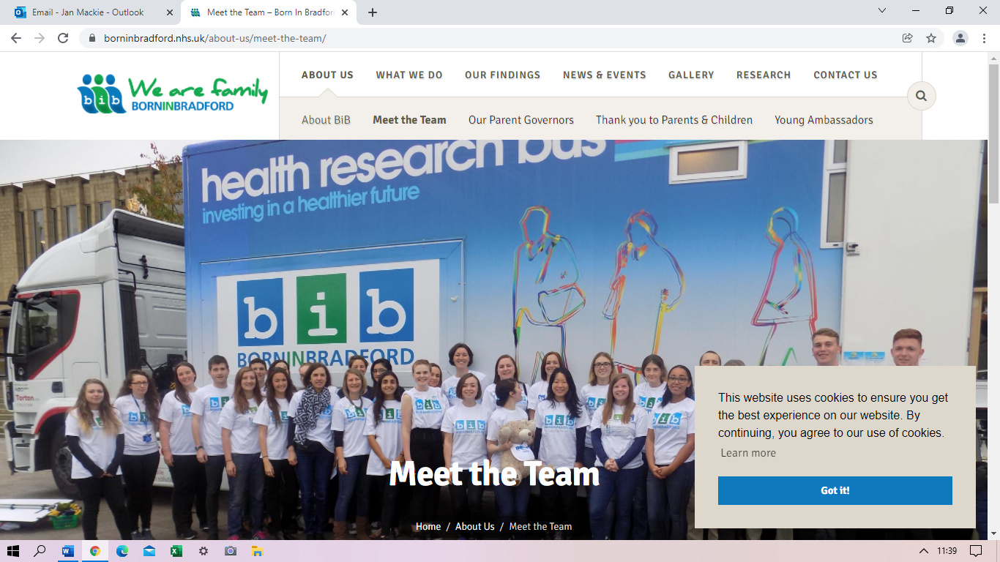 Email - Jan Mackie - Outlook
Meet the Team – Born In Bradford
borninbradford.nhs.uk/about-us/meet-the-team/
bib We are family
BORNINBRADFORD
ABOUT US WHAT WE DO OUR FINDINGS NEWS & EVENTS GALLERY RESEARCH CONTACT US
About BiB Meet the Team Our Parent Governors Thank you to Parents & Children Young Ambassadors
health research bus
investing in a healthier future
bib
BORNINBRADFORD
Torton
Meet the Team
Home / About Us / Meet the Team
This website uses cookies to ensure you get
the best experience on our website. By
continuing, you agree to our use of cookies.
Learn more
Got it!
11:39